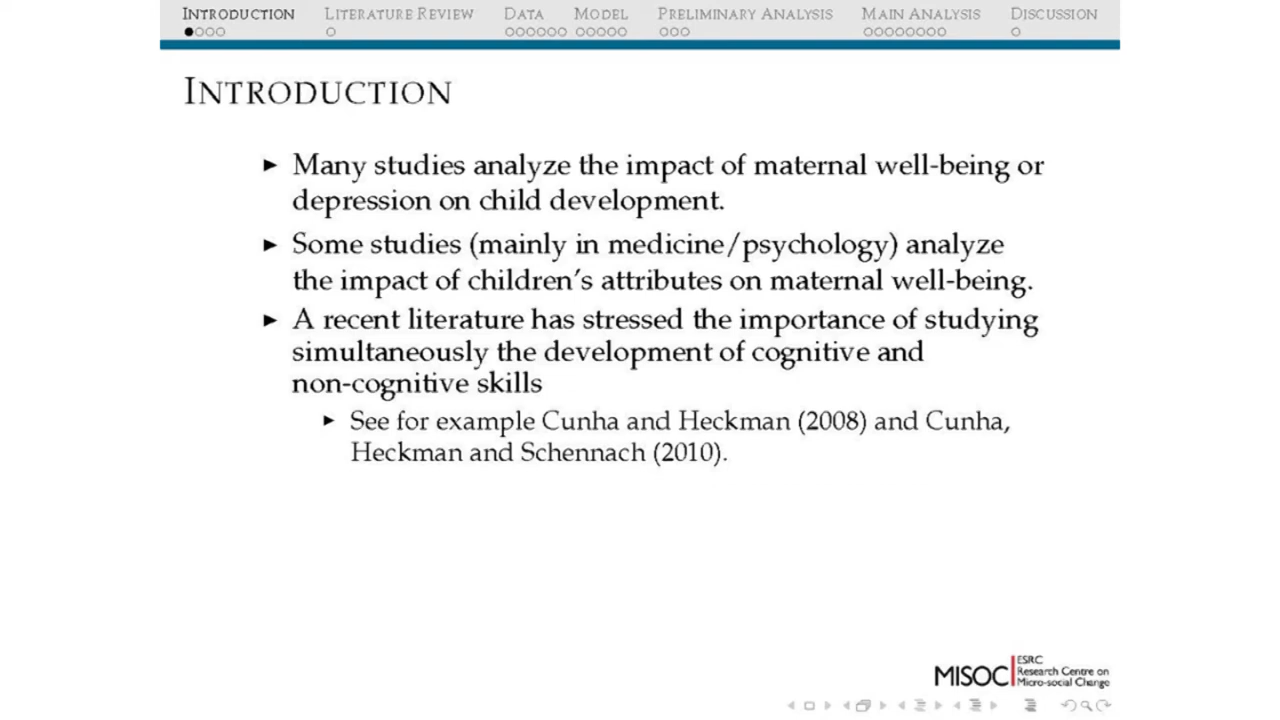 INTRODUCTION LITERATURE REVIEW DATA MODEL PRELIMINARY ANALYSIS MAIN ANALYSIS DISCUSSION
INTRODUCTION
Many studies analyze the impact of maternal well-being or
depression on child development.
Some studies (mainly in medicine/psychology) analyze
the impact of children's attributes on maternal well-being.
A recent literature has stressed the importance of studying
simultaneously the development of cognitive and
non-cognitive skills
See for example Cunha and Heckman (2008) and Cunha,
Heckman and Schennach (2010).
MISOC
ESRC
Research Centre on
Micro-social Change